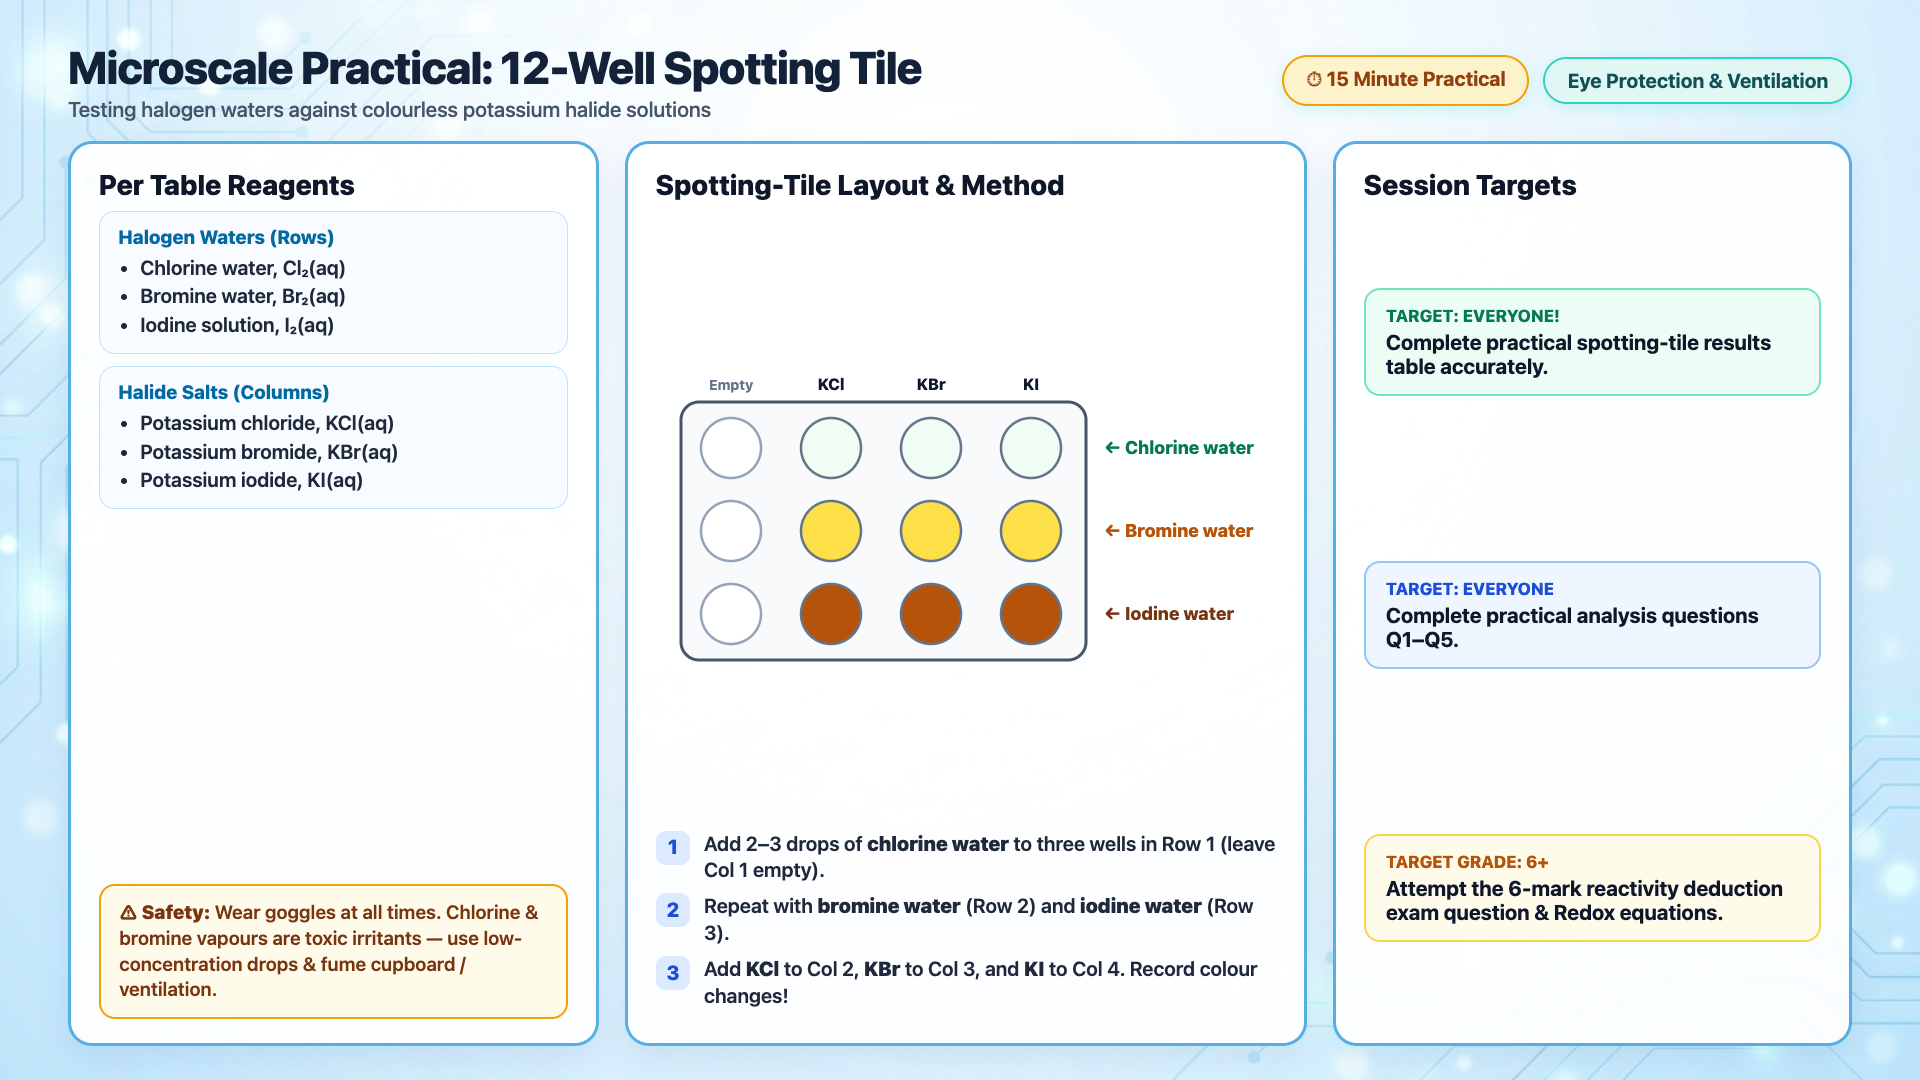 Microscale Practical: 12-Well Spotting Tile
Testing halogen waters against colourless potassium halide solutions
⏱ 15 Minute Practical
Eye Protection & Ventilation
Per Table Reagents
Halogen Waters (Rows)
• Chlorine water, Cl₂(aq)
• Bromine water, Br₂(aq)
• Iodine solution, I₂(aq)
Halide Salts (Columns)
• Potassium chloride, KCl(aq)
• Potassium bromide, KBr(aq)
• Potassium iodide, KI(aq)
⚠ Safety: Wear goggles at all times. Chlorine &
bromine vapours are toxic irritants — use low-
concentration drops & fume cupboard /
ventilation.
Spotting-Tile Layout & Method
Empty KCl KBr KI
← Chlorine water
← Bromine water
← Iodine water
1 Add 2–3 drops of chlorine water to three wells in Row 1 (leave
Col 1 empty).
2 Repeat with bromine water (Row 2) and iodine water (Row
3).
3 Add KCl to Col 2, KBr to Col 3, and KI to Col 4. Record colour
changes!
Session Targets
TARGET: EVERYONE!
Complete practical spotting-tile results
table accurately.
TARGET: EVERYONE
Complete practical analysis questions
Q1–Q5.
TARGET GRADE: 6+
Attempt the 6-mark reactivity deduction
exam question & Redox equations.